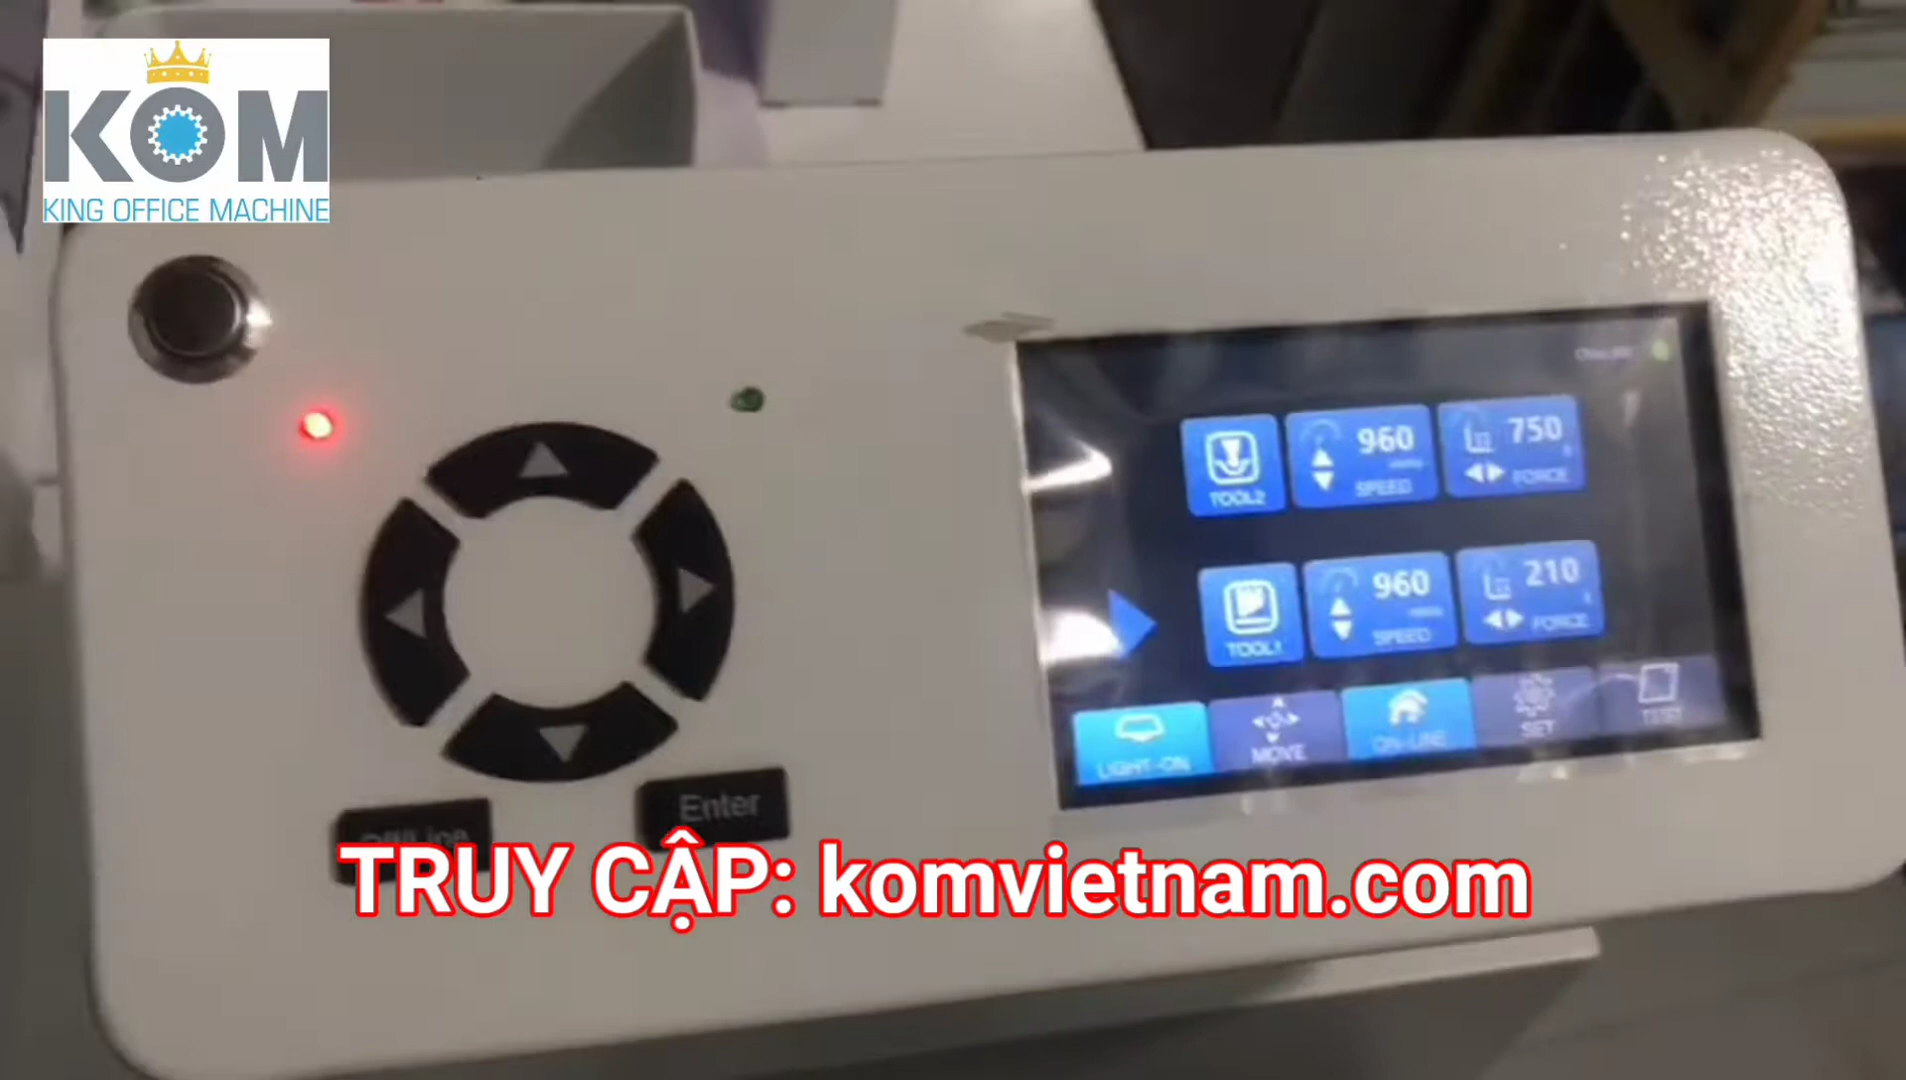 KOM
KING OFFICE MACHINE
960
750
TOOL2
SPEED
FORCE
960
210
TOOL1
SPEED
FORCE
LIGHT-ON
MOVE
ON-LINE
SET
TEST
Enter
TRUY CẬP: komvietnam.com